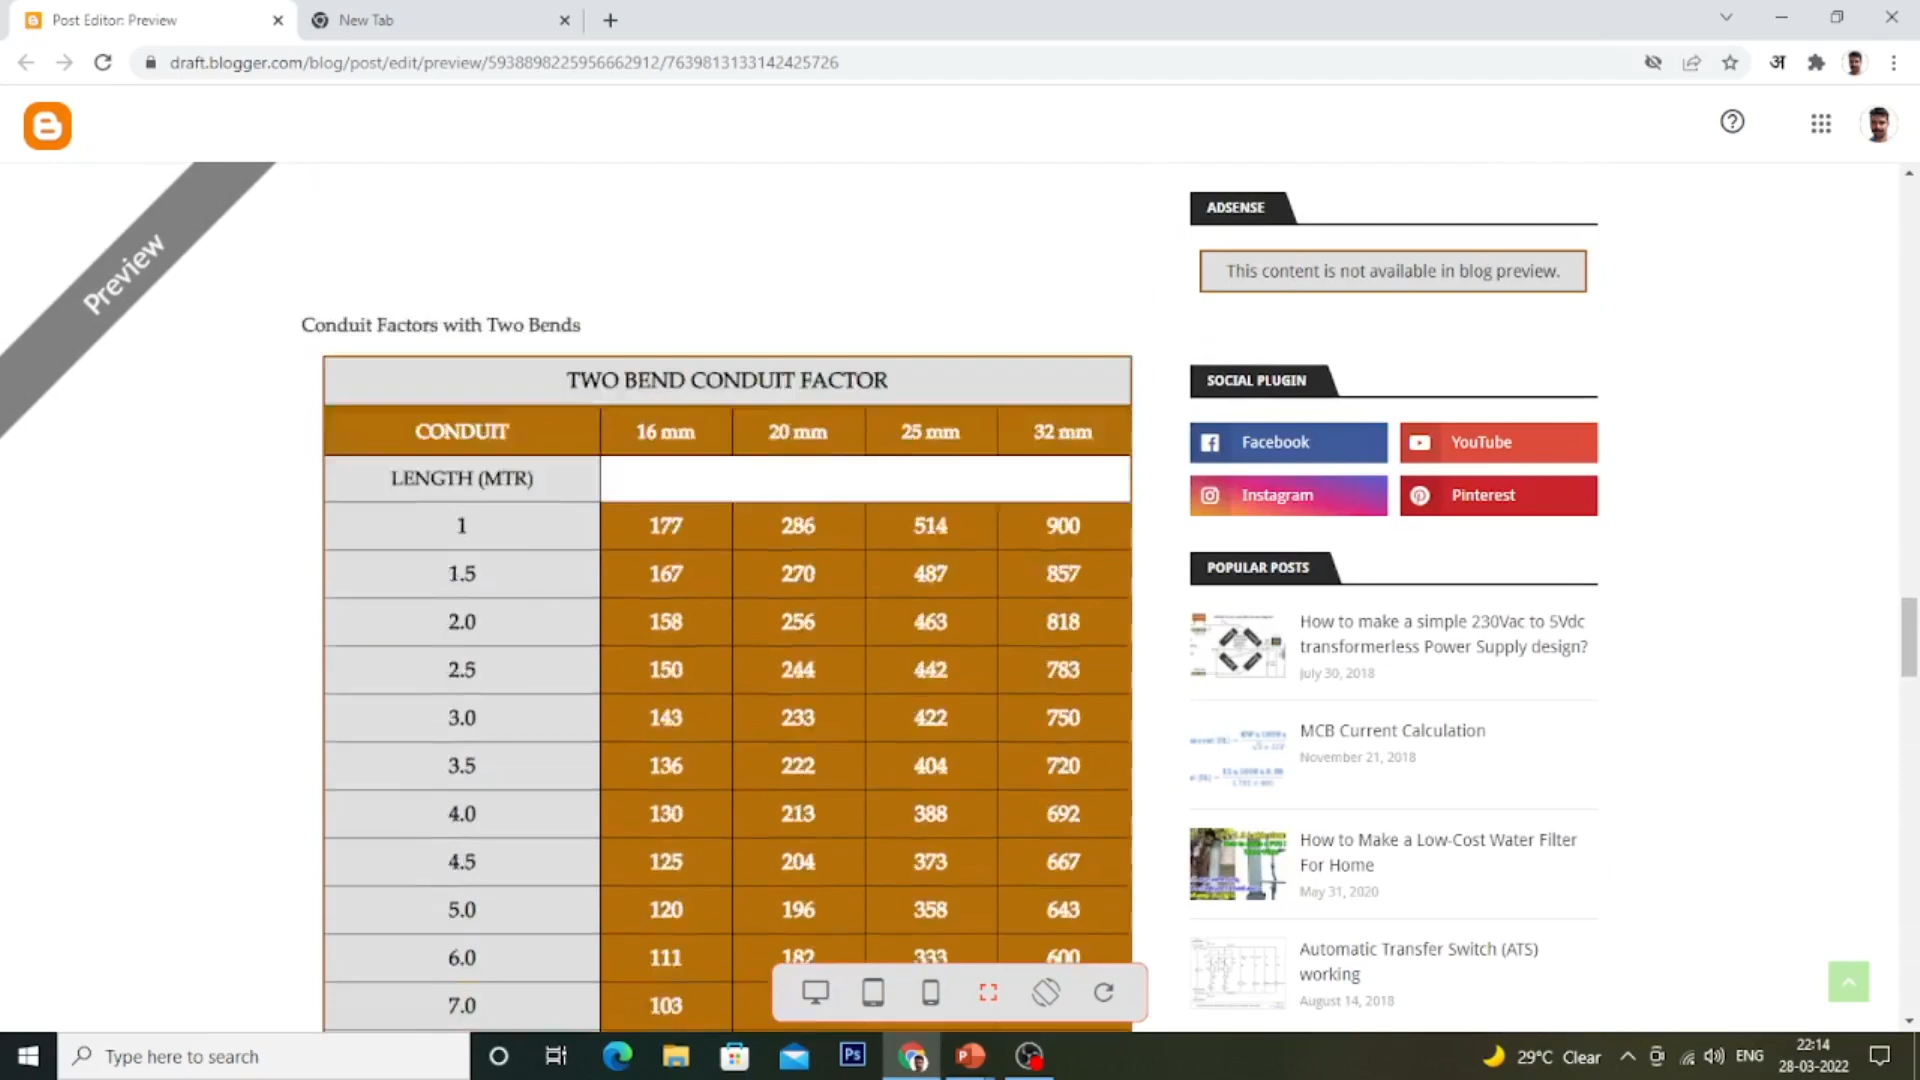 Post Editor: Preview
New Tab
draft.blogger.com/blog/post/edit/preview/5938898225956662912/7639813133142425726
अ
Preview
Conduit Factors with Two Bends
TWO BEND CONDUIT FACTOR
CONDUIT 16 mm 20 mm 25 mm 32 mm
LENGTH (MTR)
1 177 286 514 900
1.5 167 270 487 857
2.0 158 256 463 818
2.5 150 244 442 783
3.0 143 233 422 750
3.5 136 222 404 720
4.0 130 213 388 692
4.5 125 204 373 667
5.0 120 196 358 643
6.0 111 182 333 600
7.0 103
ADSENSE
This content is not available in blog preview.
SOCIAL PLUGIN
Facebook YouTube
Instagram Pinterest
POPULAR POSTS
How to make a simple 230Vac to 5Vdc
transformerless Power Supply design?
July 30, 2018
MCB Current Calculation
November 21, 2018
How to Make a Low-Cost Water Filter
For Home
May 31, 2020
Automatic Transfer Switch (ATS)
working
August 14, 2018
Type here to search
Ps
P
29°C Clear
ENG
22:14
28-03-2022